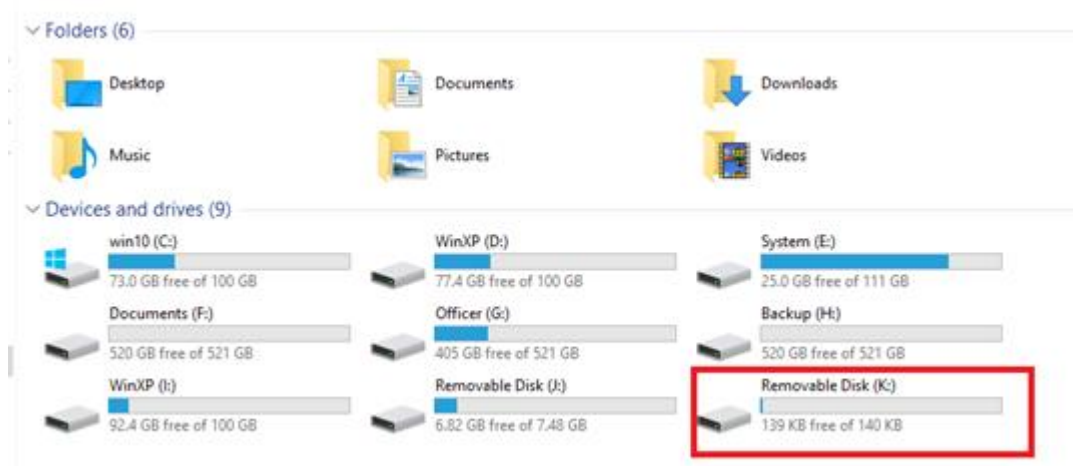 Folders (6)
Desktop
Documents
Downloads
Music
Pictures
Videos
Devices and drives (9)
win10 (C:)
73.0 GB free of 100 GB
WinXP (D:)
77.4 GB free of 100 GB
System (E:)
25.0 GB free of 111 GB
Documents (F:)
520 GB free of 521 GB
Officer (G:)
405 GB free of 521 GB
Backup (H:)
520 GB free of 521 GB
WinXP (I:)
92.4 GB free of 100 GB
Removable Disk (J:)
6.82 GB free of 7.48 GB
Removable Disk (K:)
139 KB free of 140 KB